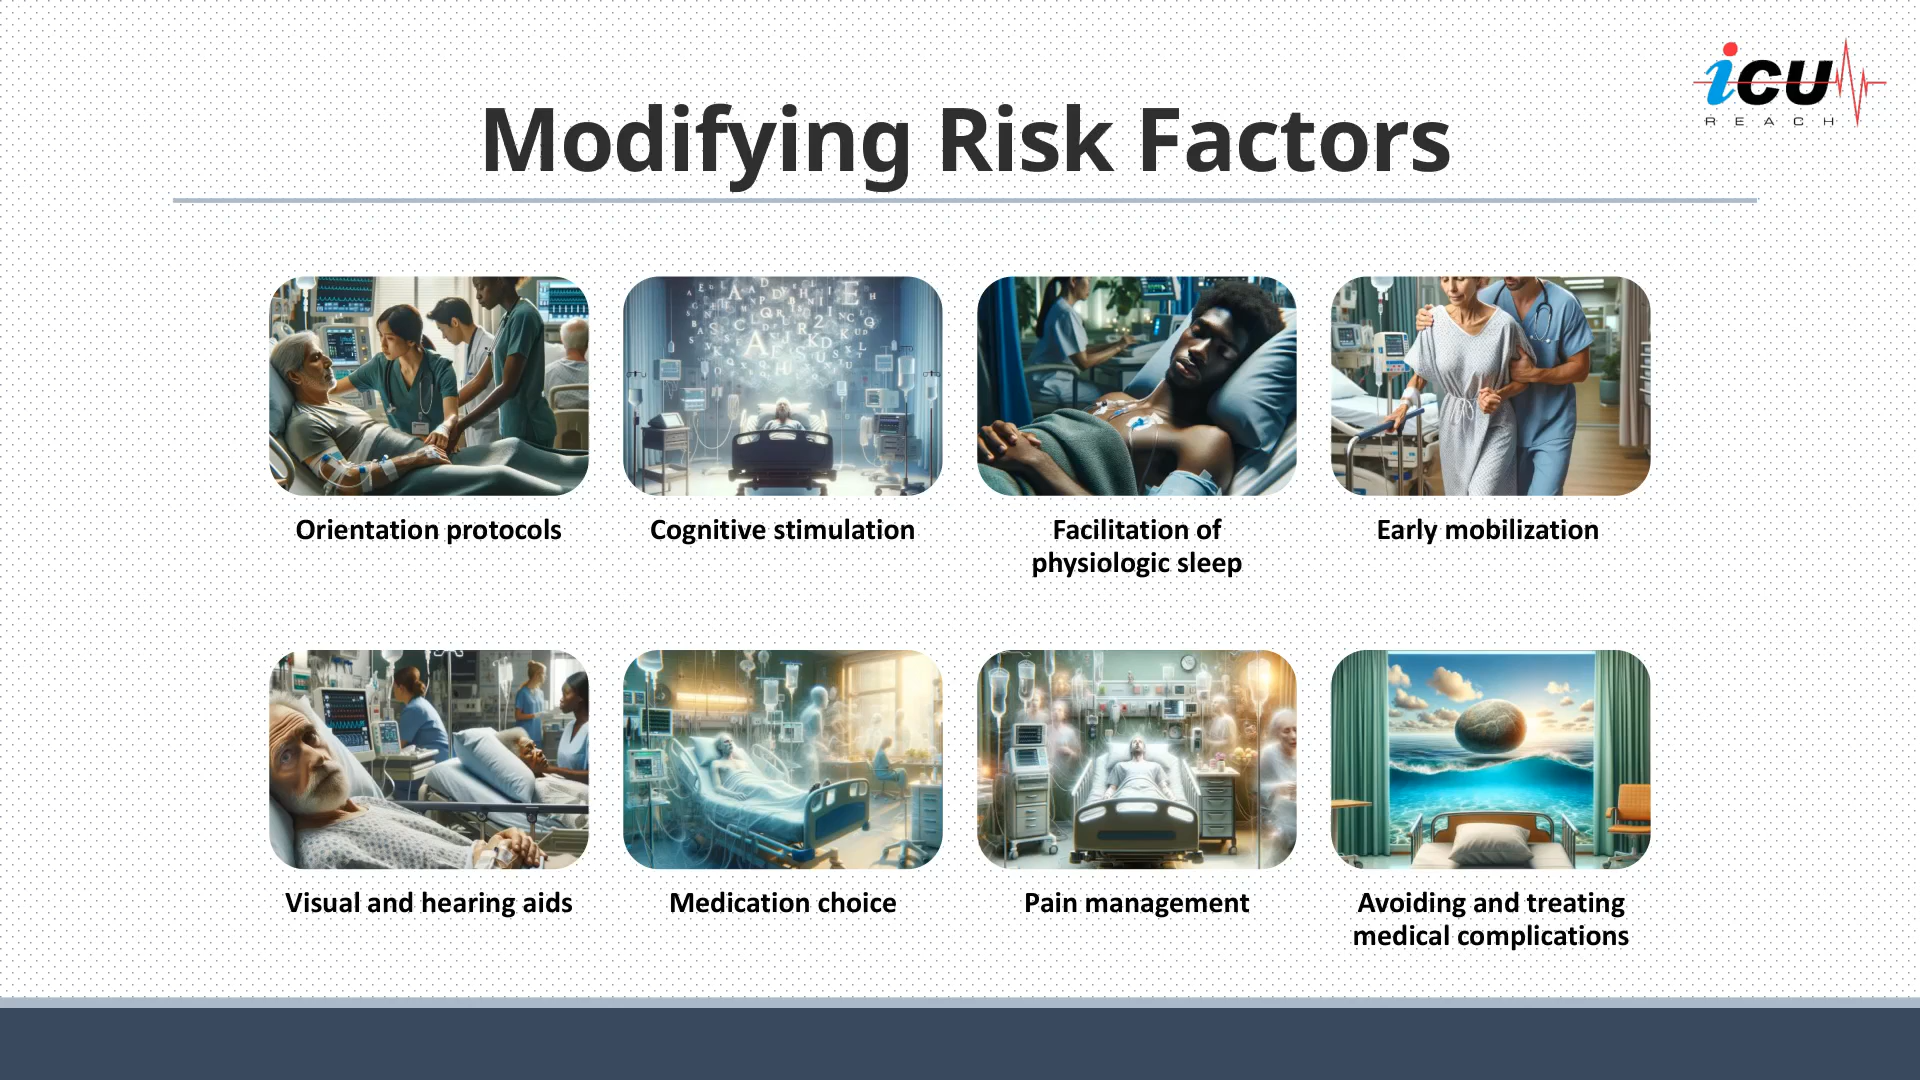 icu
REACH
Modifying Risk Factors
Orientation protocols
Cognitive stimulation
Facilitation of
physiologic sleep
Early mobilization
Visual and hearing aids
Medication choice
Pain management
Avoiding and treating
medical complications